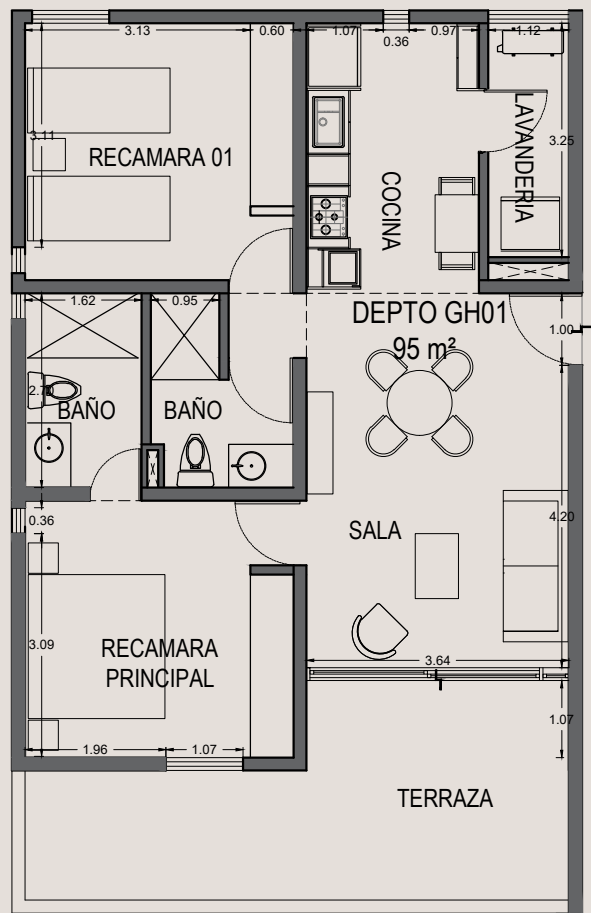 3.13
0.60
1.07
0.36
0.97
1.12
3.11
RECAMARA 01
COCINA
LAVANDERIA
3.25
1.62
0.95
DEPTO GH01
95 m²
1.00
BAÑO
BAÑO
0.36
SALA
4.20
3.09
RECAMARA
PRINCIPAL
3.64
1.96
1.07
1.07
TERRAZA